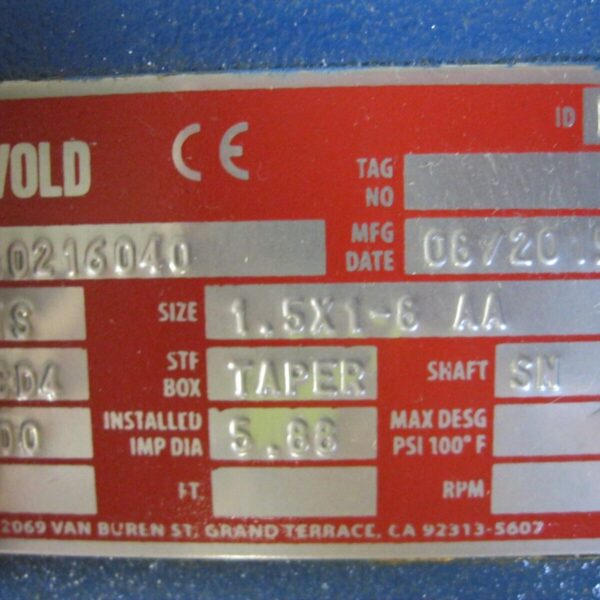 ID
VOLD CE
TAG NO
0216040 MFG DATE
S SIZE 1.5X1-6 AA
CD4 STF BOX TAPER SHAFT SN
00 INSTALLED IMP DIA 5.88 MAX DESG PSI 100° F
FT. RPM
2069 VAN BUREN ST, GRAND TERRACE, CA 92313-5607